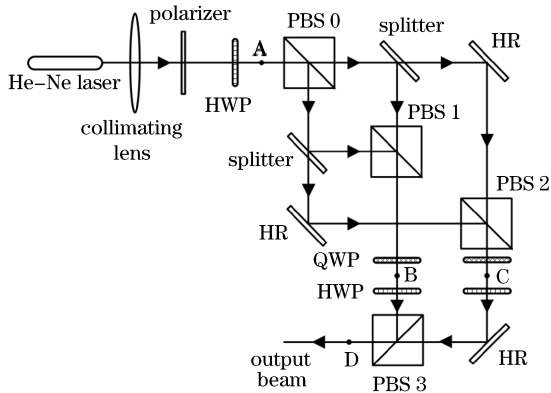 polarizer
PBS 0
splitter
HR
A
He-Ne laser
HWP
collimating
lens
PBS 1
splitter
PBS 2
HR
QWP
B
C
HWP
output
beam
D
PBS 3
HR